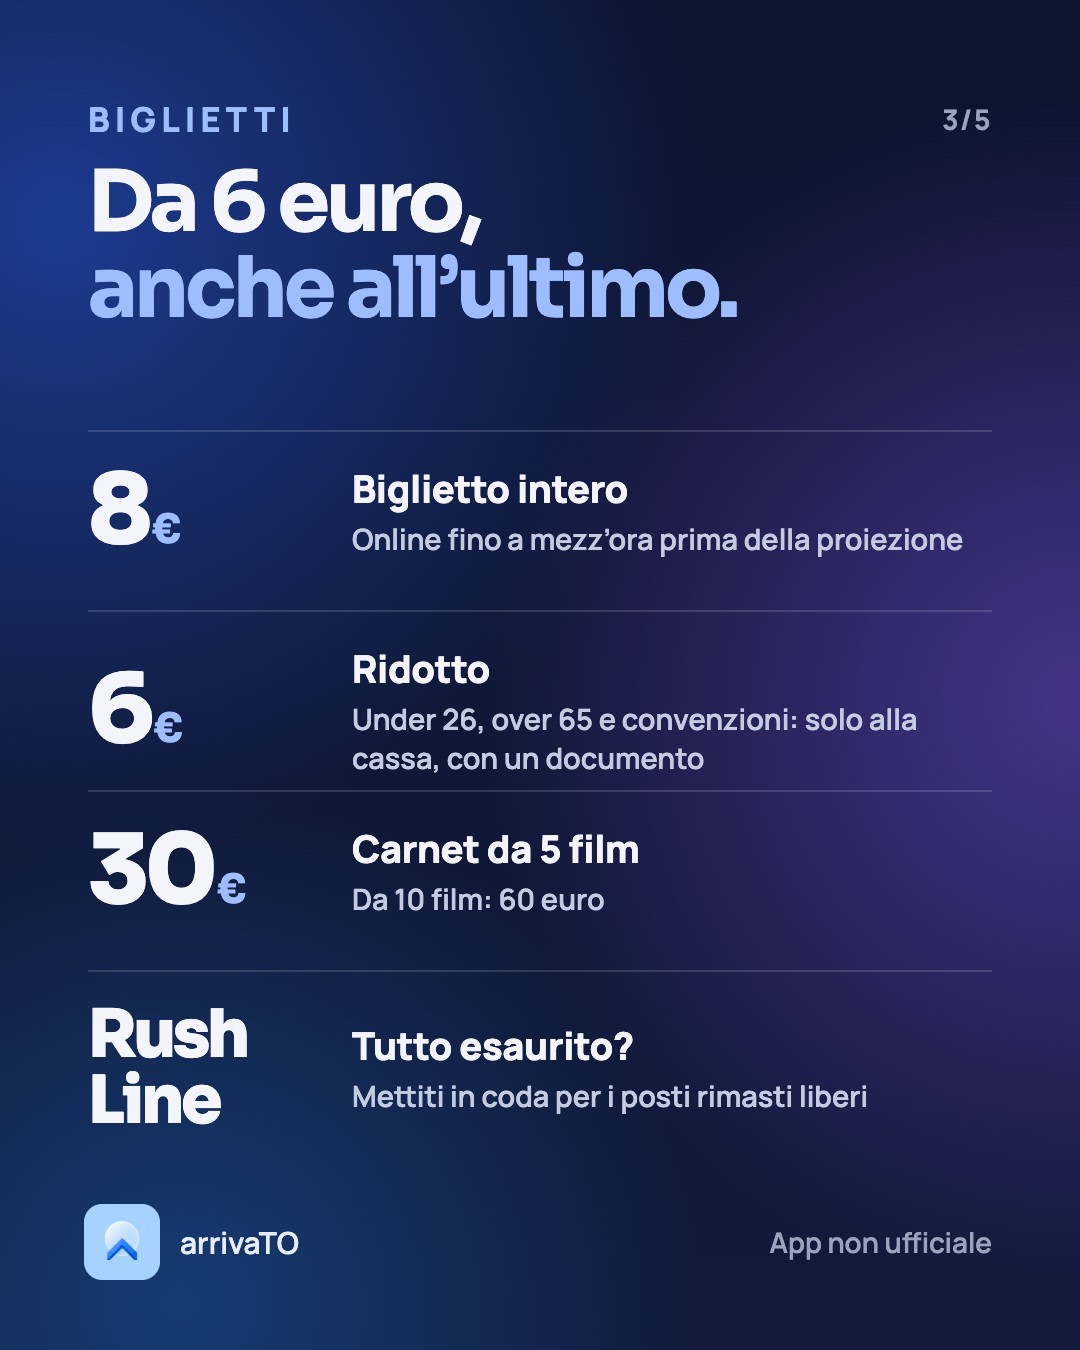 BIGLIETTI
3/5
Da 6 euro,
anche all’ultimo.
8€
Biglietto intero
Online fino a mezz’ora prima della proiezione
6€
Ridotto
Under 26, over 65 e convenzioni: solo alla
cassa, con un documento
30€
Carnet da 5 film
Da 10 film: 60 euro
Rush
Line
Tutto esaurito?
Mettiti in coda per i posti rimasti liberi
arrivaTO
App non ufficiale